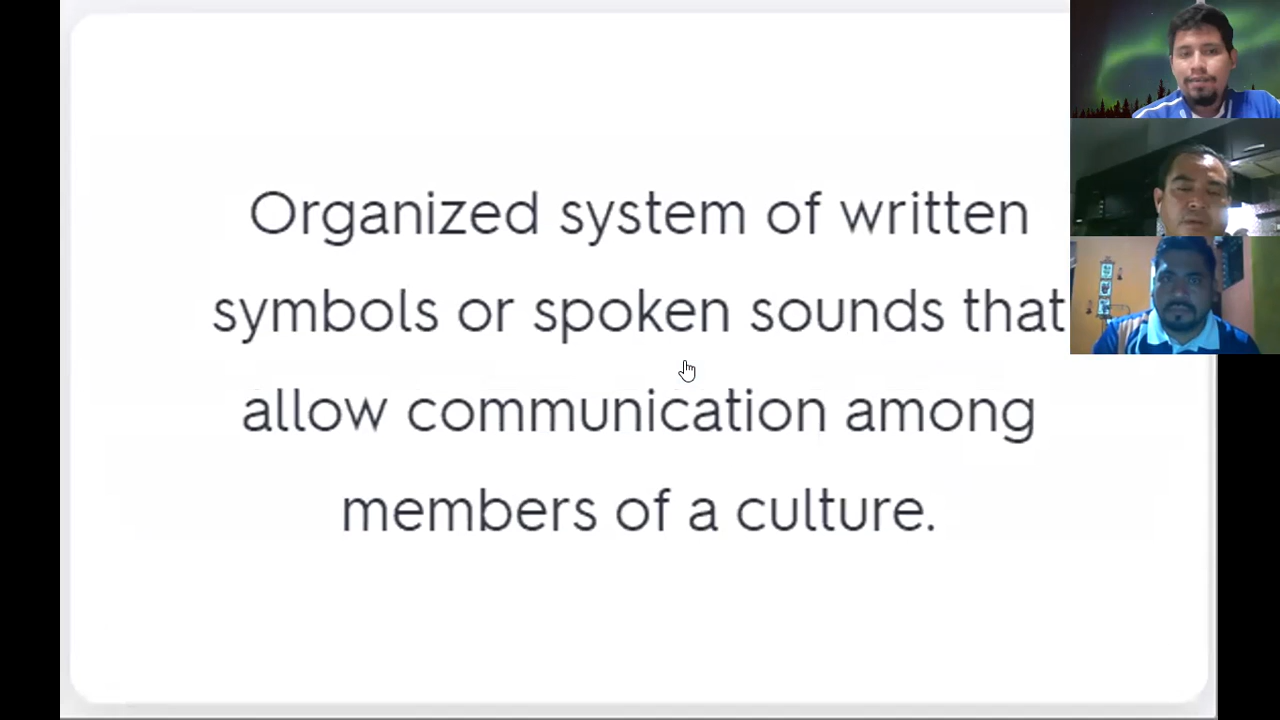 Organized system of written
symbols or spoken sounds that
allow communication among
members of a culture.